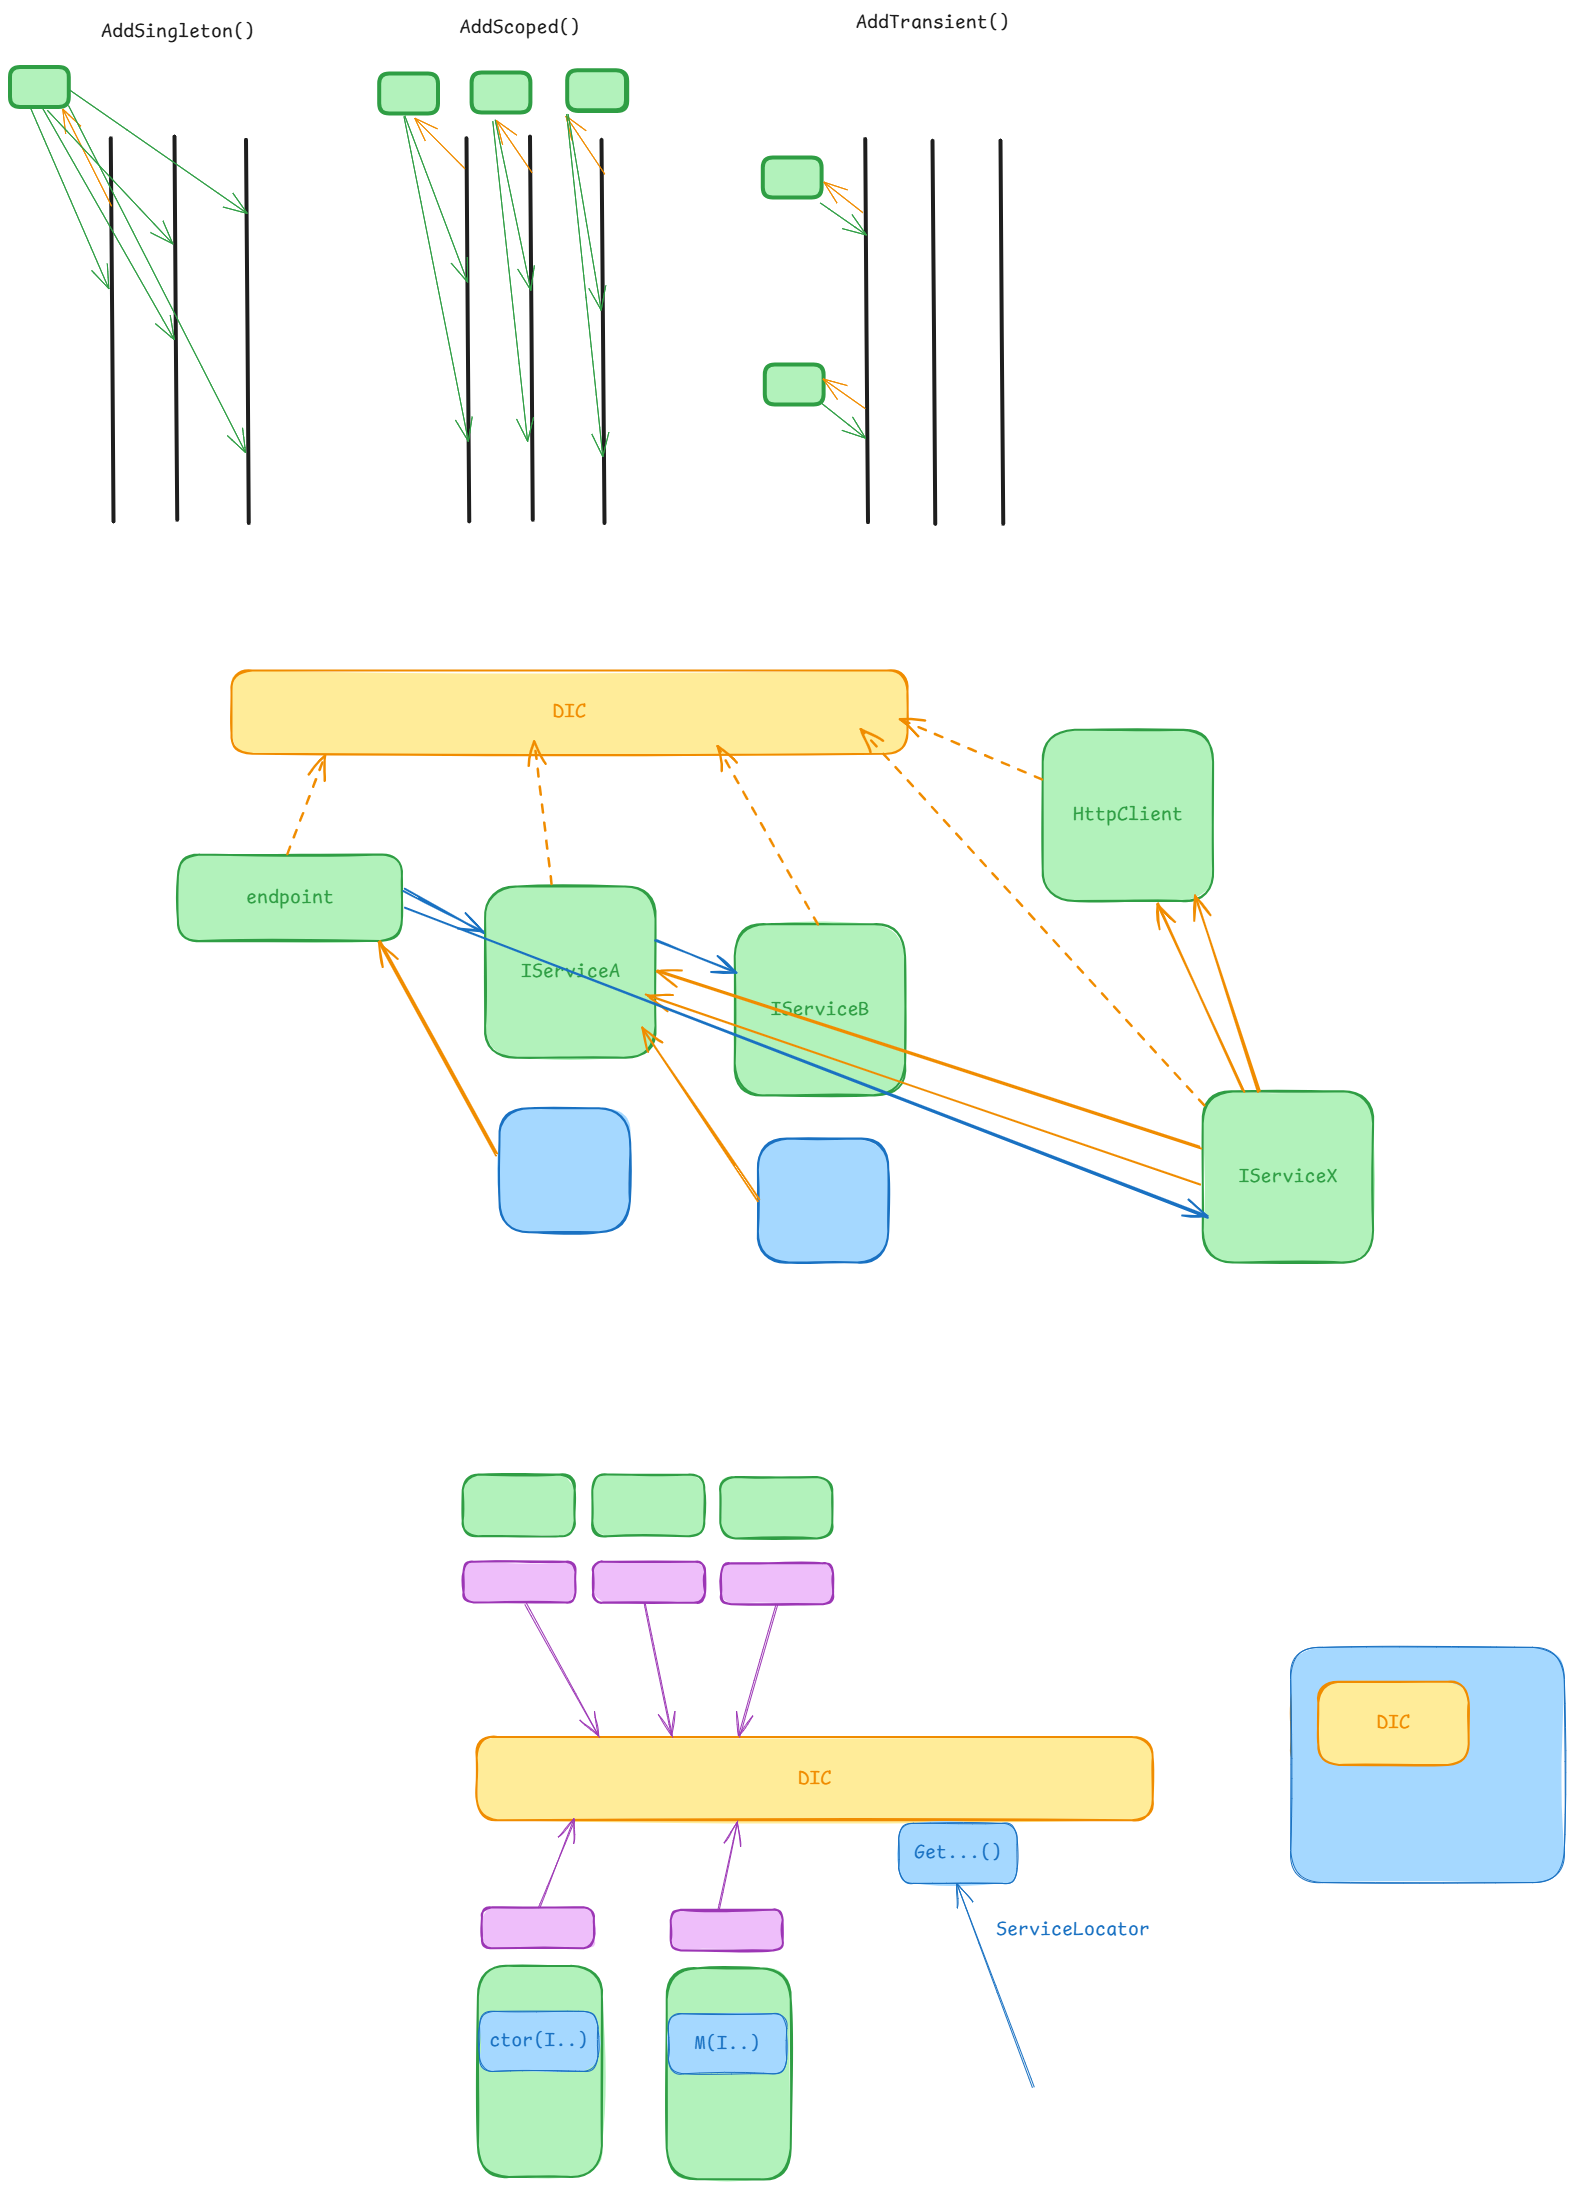 AddSingleton()
AddScoped()
AddTransient()
DIC
HttpClient
endpoint
IServiceA
IServiceB
IServiceX
DIC
DIC
Get...()
ServiceLocator
ctor(I..)
M(I..)